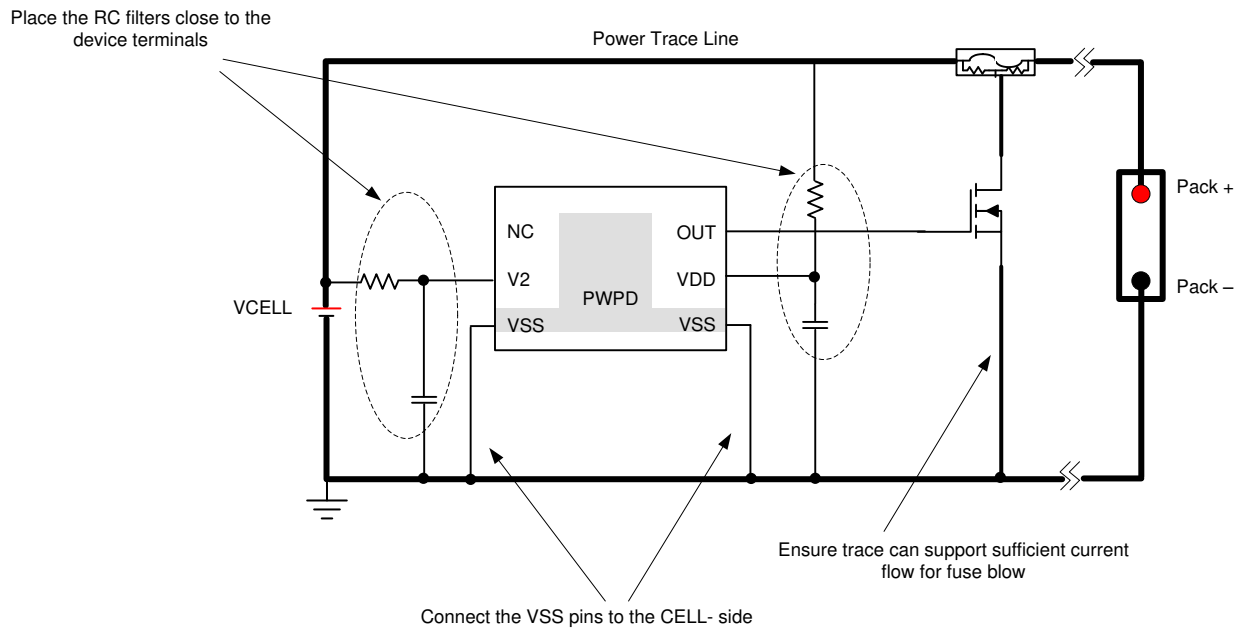 Place the RC filters close to the
device terminals
Power Trace Line
Pack +
NC
OUT
V2
VDD
Pack –
PWPD
VCELL
VSS
VSS
Ensure trace can support sufficient current
flow for fuse blow
Connect the VSS pins to the CELL- side